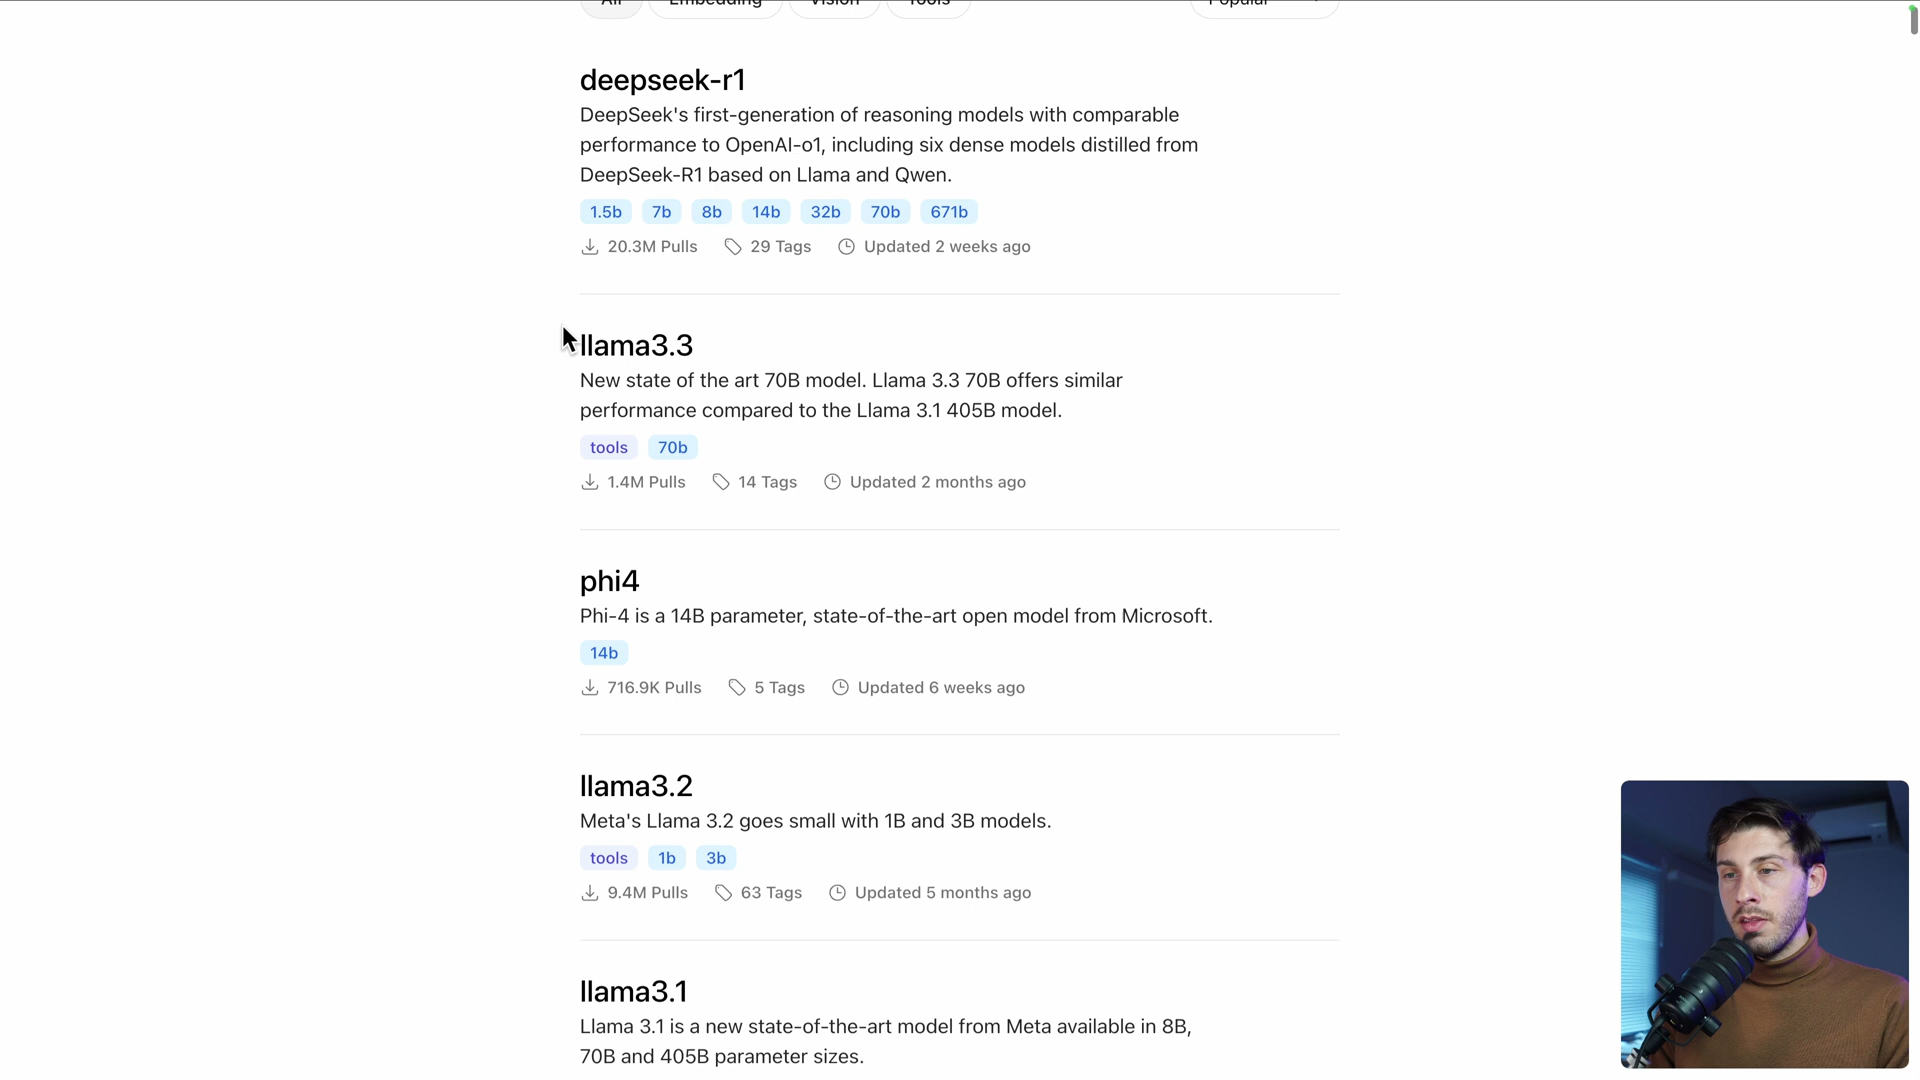 All Embedding Vision Tools Popular
deepseek-r1
DeepSeek's first-generation of reasoning models with comparable
performance to OpenAI-o1, including six dense models distilled from
DeepSeek-R1 based on Llama and Qwen.
1.5b 7b 8b 14b 32b 70b 671b
20.3M Pulls 29 Tags Updated 2 weeks ago
llama3.3
New state of the art 70B model. Llama 3.3 70B offers similar
performance compared to the Llama 3.1 405B model.
tools 70b
1.4M Pulls 14 Tags Updated 2 months ago
phi4
Phi-4 is a 14B parameter, state-of-the-art open model from Microsoft.
14b
716.9K Pulls 5 Tags Updated 6 weeks ago
llama3.2
Meta's Llama 3.2 goes small with 1B and 3B models.
tools 1b 3b
9.4M Pulls 63 Tags Updated 5 months ago
llama3.1
Llama 3.1 is a new state-of-the-art model from Meta available in 8B,
70B and 405B parameter sizes.